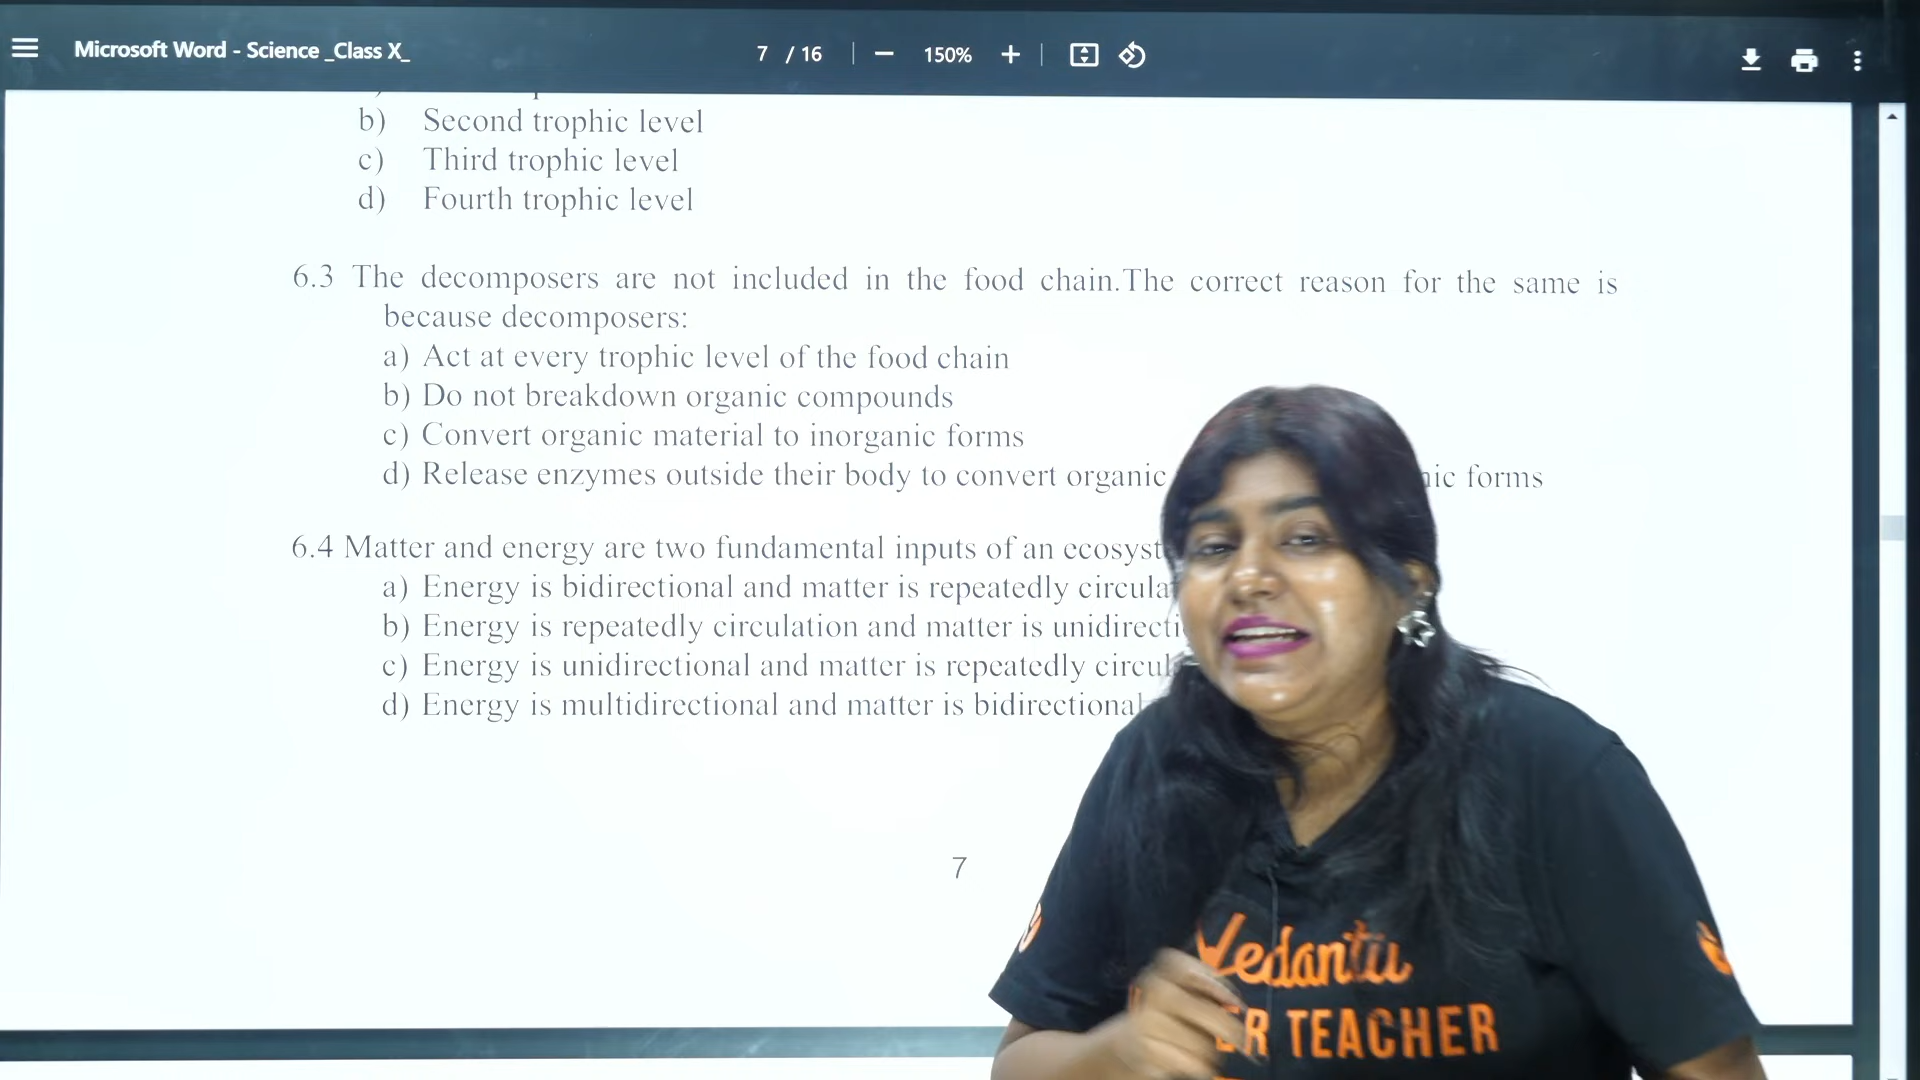 Microsoft Word - Science _Class X_
7 / 16
150%
b) Second trophic level
c) Third trophic level
d) Fourth trophic level
6.3 The decomposers are not included in the food chain.The correct reason for the same is
because decomposers:
a) Act at every trophic level of the food chain
b) Do not breakdown organic compounds
c) Convert organic material to inorganic forms
d) Release enzymes outside their body to convert organic forms
6.4 Matter and energy are two fundamental inputs of an
a) Energy is bidirectional and matter is repeatedly
b) Energy is repeatedly circulation and matter is
c) Energy is unidirectional and matter is repeatedly
d) Energy is multidirectional and matter is bidirectional
7
Vedantu
TEACHER